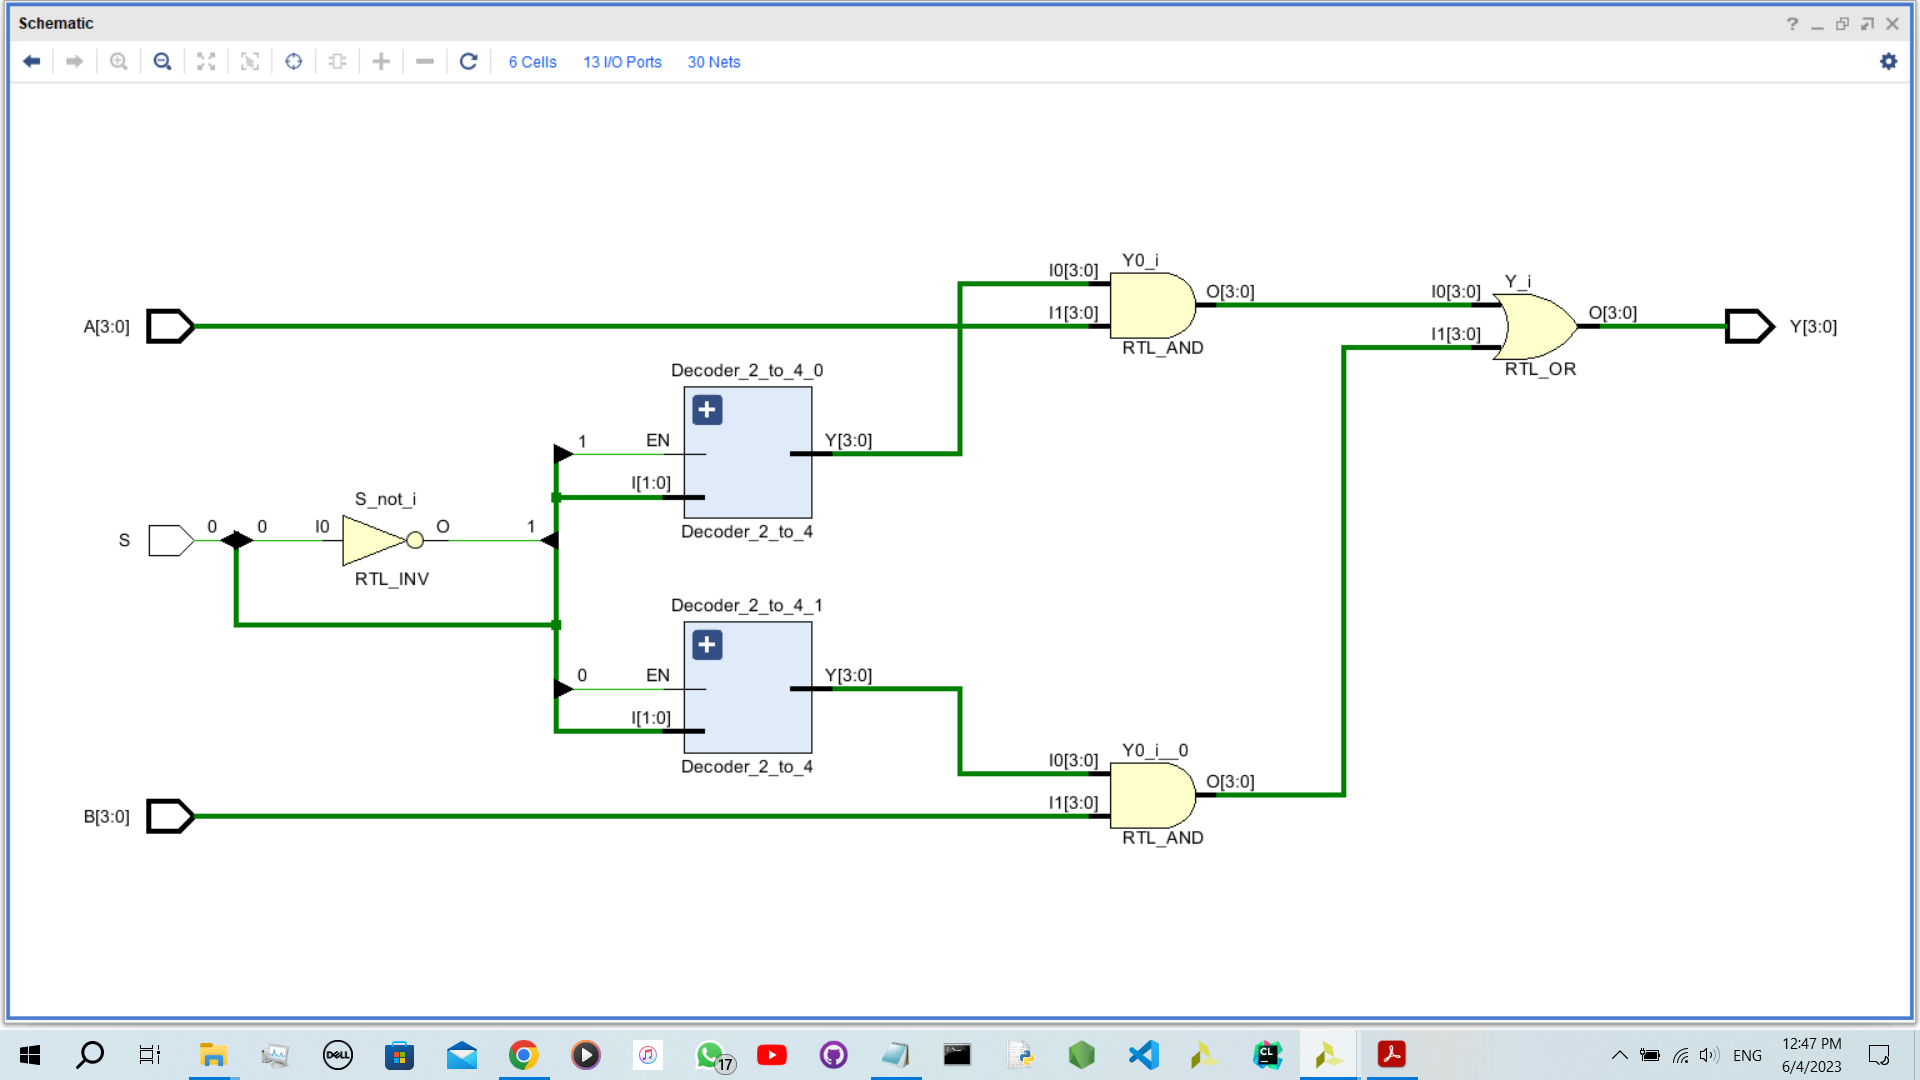 Schematic
6 Cells 13 I/O Ports 30 Nets
Y0_i
I0[3:0]
I1[3:0]
O[3:0]
RTL_AND
Y_i
I0[3:0]
I1[3:0]
O[3:0]
RTL_OR
Y[3:0]
A[3:0]
Decoder_2_to_4_0
1 EN
I[1:0]
Y[3:0]
Decoder_2_to_4
S_not_i
S 0 0 I0 O 1
RTL_INV
Decoder_2_to_4_1
0 EN
I[1:0]
Y[3:0]
Decoder_2_to_4
Y0_i__0
I0[3:0]
I1[3:0]
O[3:0]
RTL_AND
B[3:0]
DELL
17
CL
ENG
12:47 PM
6/4/2023